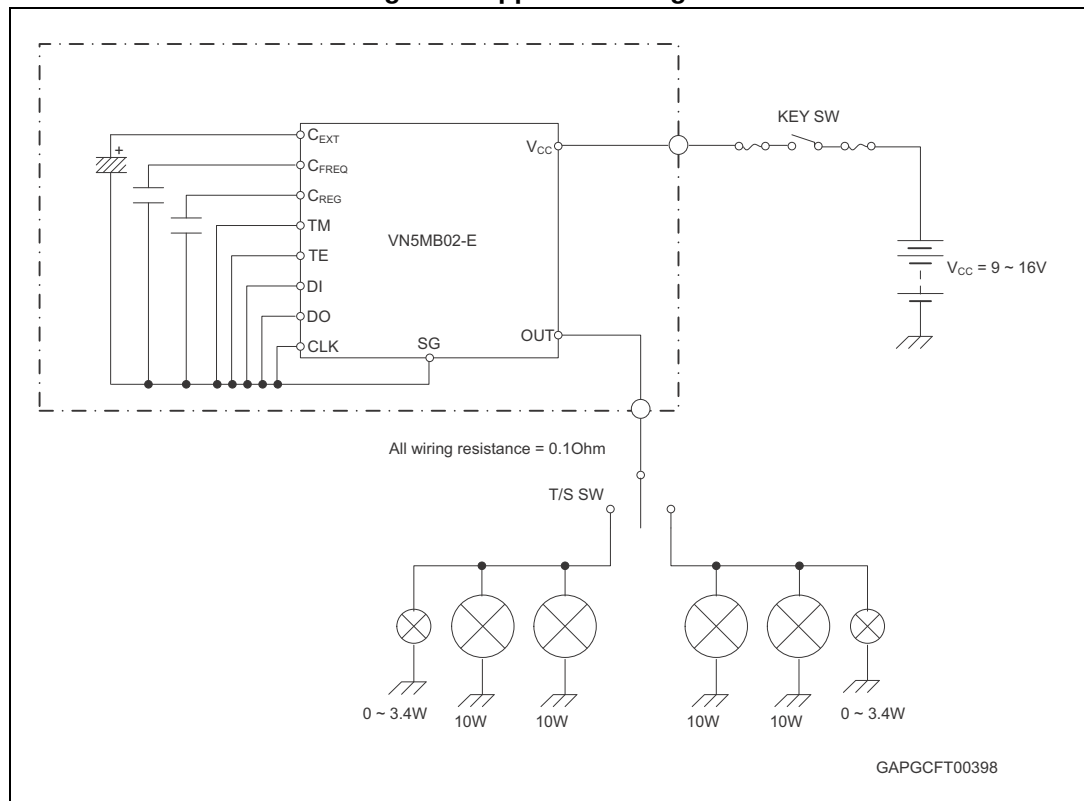 KEY SW
C_EXT
+
V_CC
C_FREQ
C_REG
TM
VN5MB02-E
TE
V_CC = 9 ~ 16V
DI
DO
OUT
SG
CLK
All wiring resistance = 0.1Ohm
T/S SW
0 ~ 3.4W
10W
10W
10W
10W
0 ~ 3.4W
GAPGCFT00398